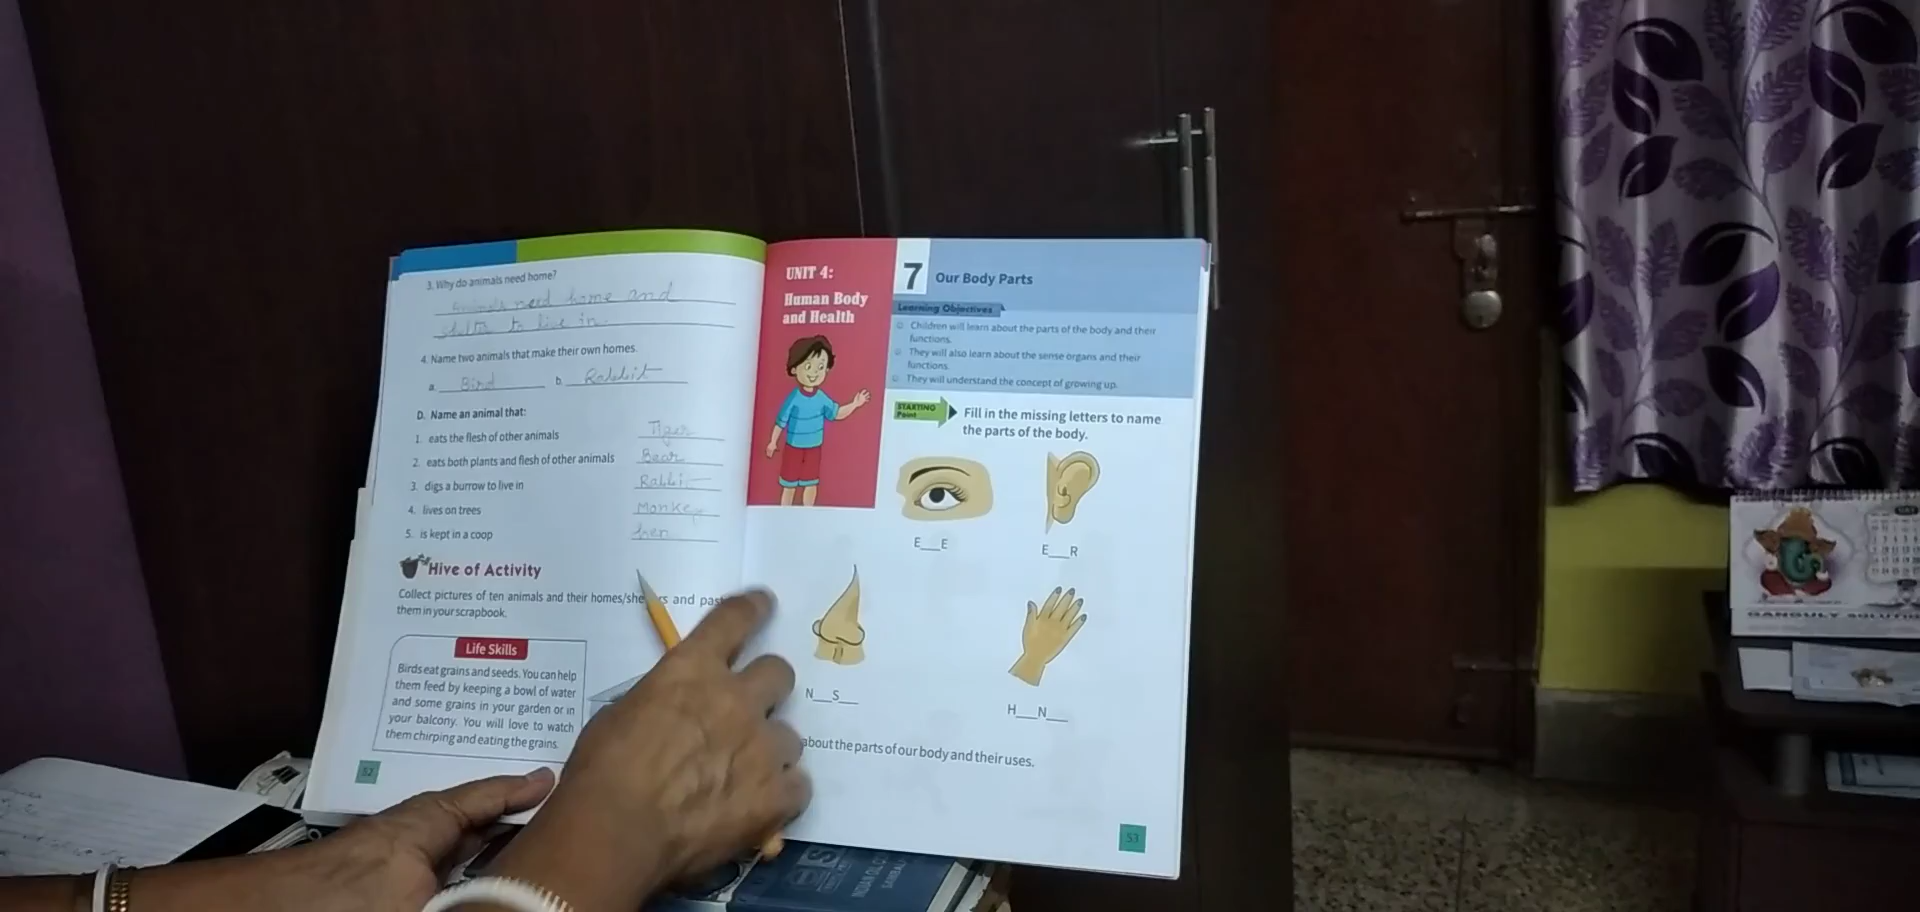 3. Why do animals need home?
Animals need home and
shelter to live in.
4. Name two animals that make their own homes.
a. Bird b. Rabbit
D. Name an animal that:
1. eats the flesh of other animals Tiger
2. eats both plants and flesh of other animals Bear
3. digs a burrow to live in Rabbit
4. lives on trees Monkey
5. is kept in a coop hen
Hive of Activity
Collect pictures of ten animals and their homes/she rs and past
them in your scrapbook.
Life Skills
Birds eat grains and seeds. You can help
them feed by keeping a bowl of water
and some grains in your garden or in
your balcony. You will love to watch
them chirping and eating the grains.
52
UNIT 4:
Human Body
and Health
7 Our Body Parts
Learning Objectives
Children will learn about the parts of the body and their
functions.
They will also learn about the sense organs and their
functions.
They will understand the concept of growing up.
STARTING
Point
Fill in the missing letters to name
the parts of the body.
E__E
E__R
N__S__
H__N__
about the parts of our body and their uses.
53